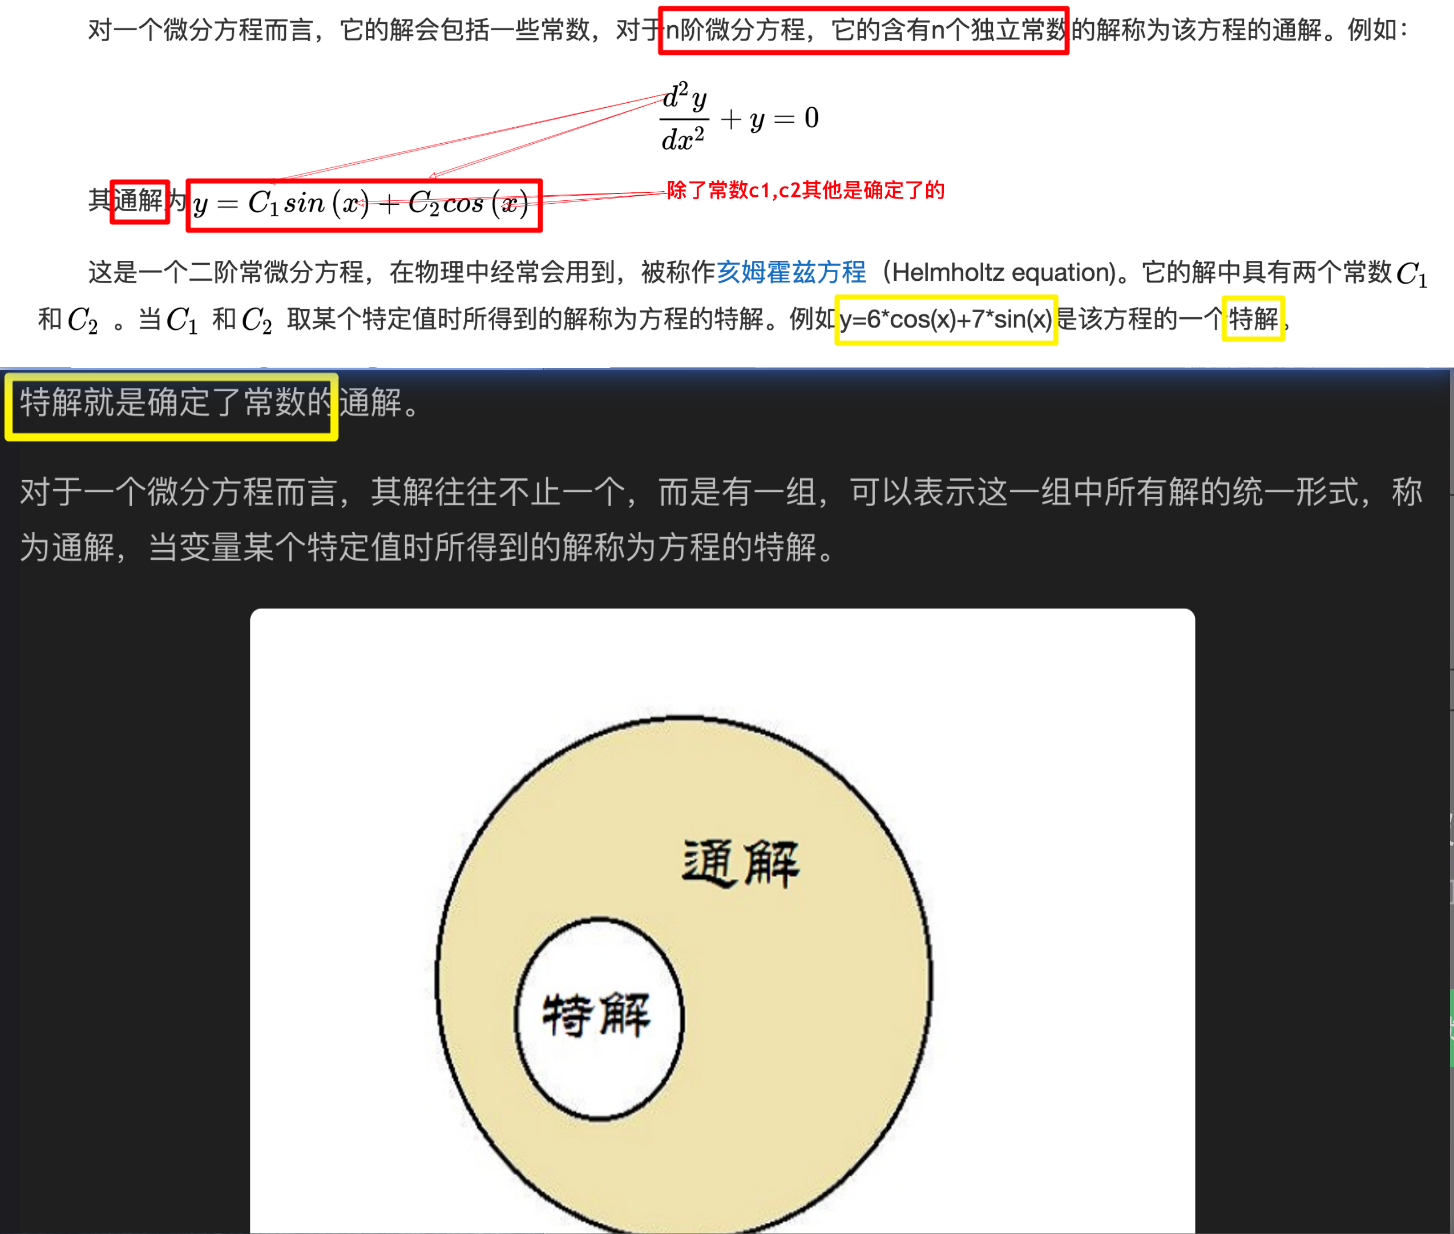 对一个微分方程而言，它的解会包括一些常数，对于n阶微分方程，它的含有n个独立常数的解称为该方程的通解。例如：
d²y/dx² + y = 0
其通解为 y = C₁sin (x) + C₂cos (x)
除了常数c1,c2其他是确定了的
这是一个二阶常微分方程，在物理中经常会用到，被称作亥姆霍兹方程（Helmholtz equation)。它的解中具有两个常数 C₁
和 C₂ 。当 C₁ 和 C₂ 取某个特定值时所得到的解称为方程的特解。例如y=6*cos(x)+7*sin(x)是该方程的一个特解。
特解就是确定了常数的通解。
对于一个微分方程而言，其解往往不止一个，而是有一组，可以表示这一组中所有解的统一形式，称
为通解，当变量某个特定值时所得到的解称为方程的特解。
通解
特解